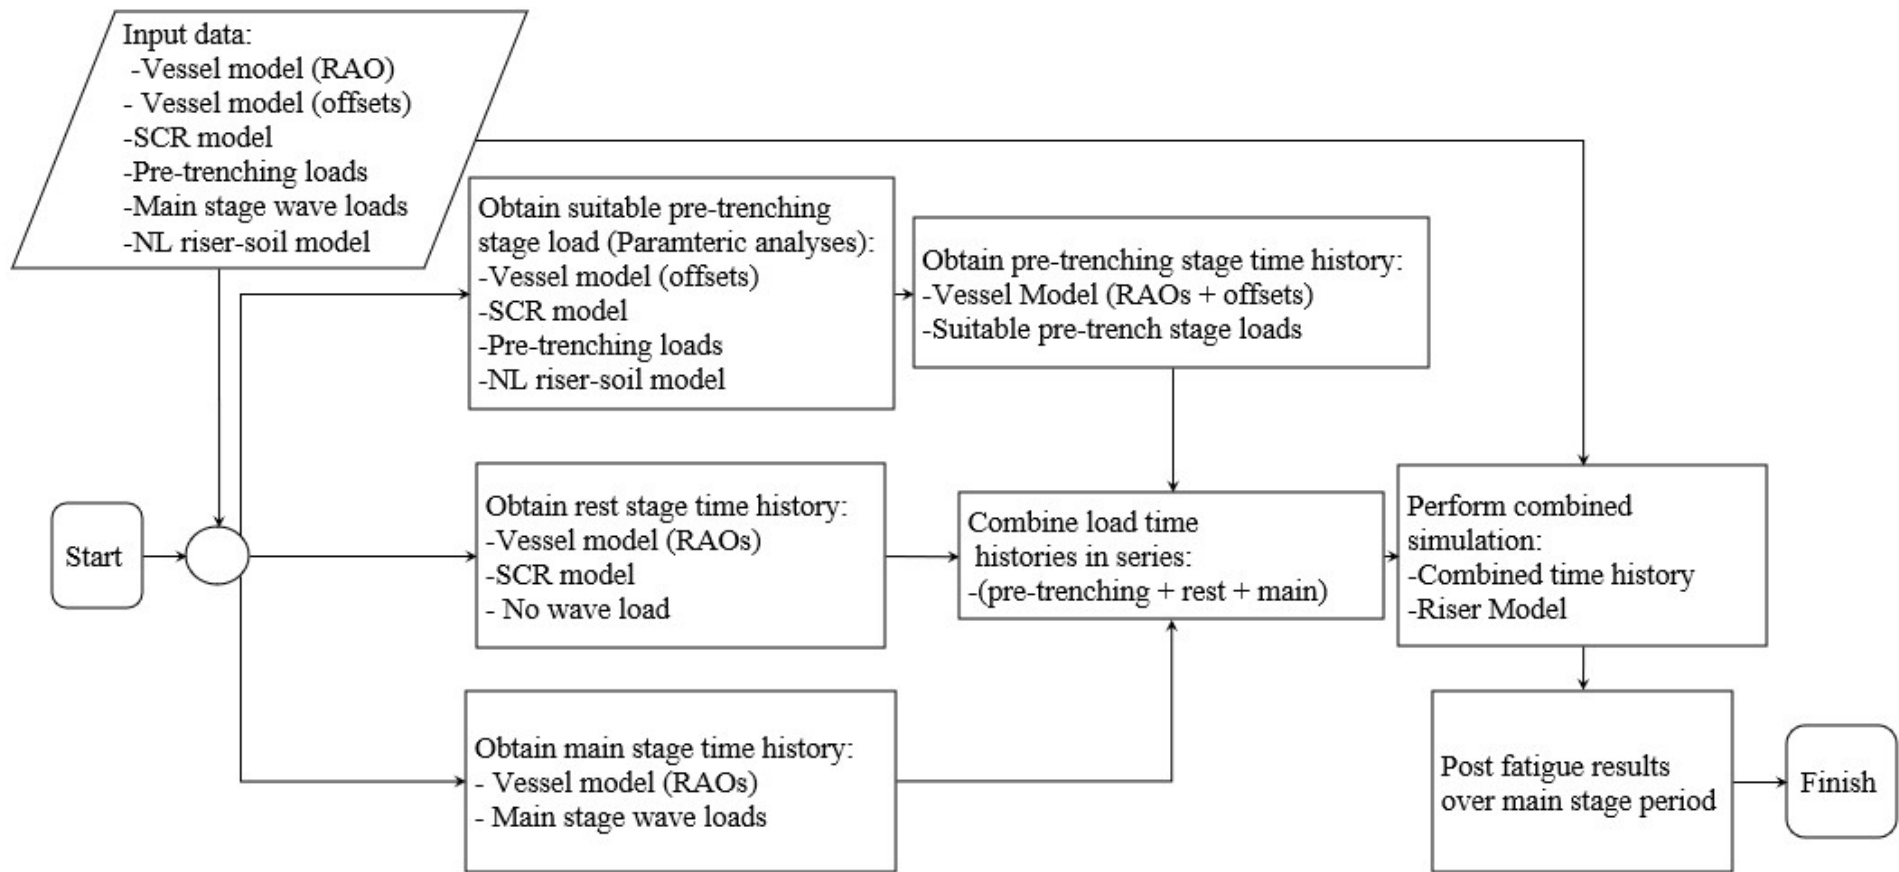 Input data:
-Vessel model (RAO)
- Vessel model (offsets)
-SCR model
-Pre-trenching loads
-Main stage wave loads
-NL riser-soil model
Obtain suitable pre-trenching
stage load (Paramteric analyses):
-Vessel model (offsets)
-SCR model
-Pre-trenching loads
-NL riser-soil model
Obtain pre-trenching stage time history:
-Vessel Model (RAOs + offsets)
-Suitable pre-trench stage loads
Start
Obtain rest stage time history:
-Vessel model (RAOs)
-SCR model
- No wave load
Combine load time
histories in series:
-(pre-trenching + rest + main)
Perform combined
simulation:
-Combined time history
-Riser Model
Obtain main stage time history:
- Vessel model (RAOs)
- Main stage wave loads
Post fatigue results
over main stage period
Finish